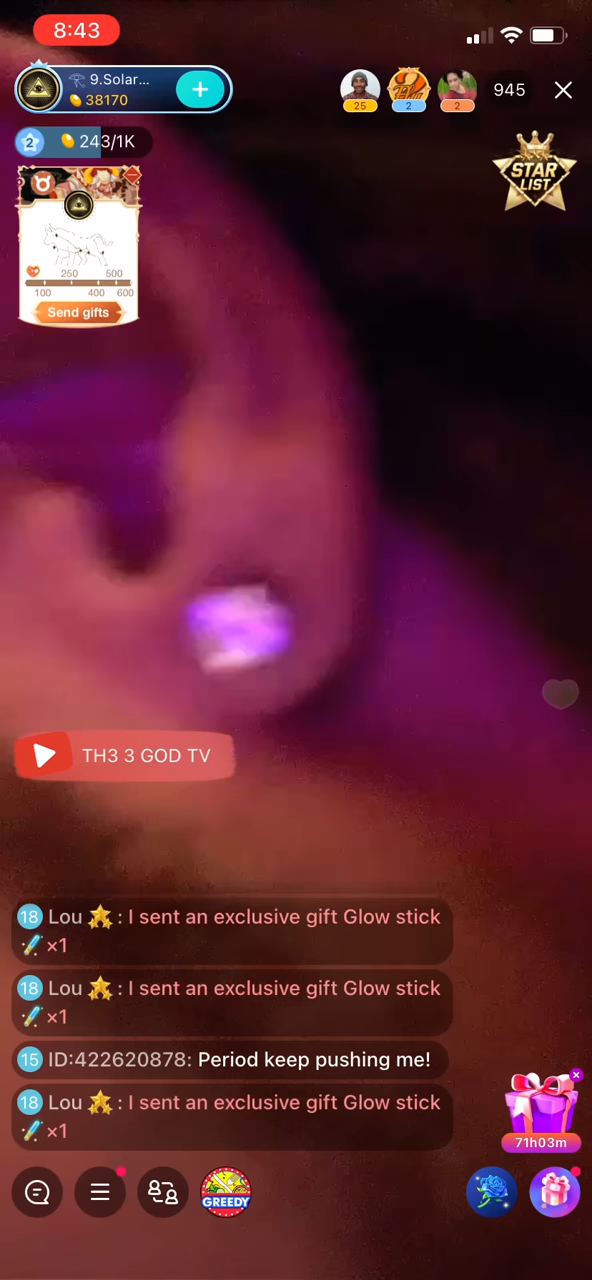 8:43
9.Solar...
38170
25
2
2
945
2
243/1K
STAR
LIST
250 500
100 400 600
Send gifts
TH3 3 GOD TV
18 Lou : I sent an exclusive gift Glow stick
×1
18 Lou : I sent an exclusive gift Glow stick
×1
15 ID:422620878: Period keep pushing me!
18 Lou : I sent an exclusive gift Glow stick
×1
71h03m
GREEDY